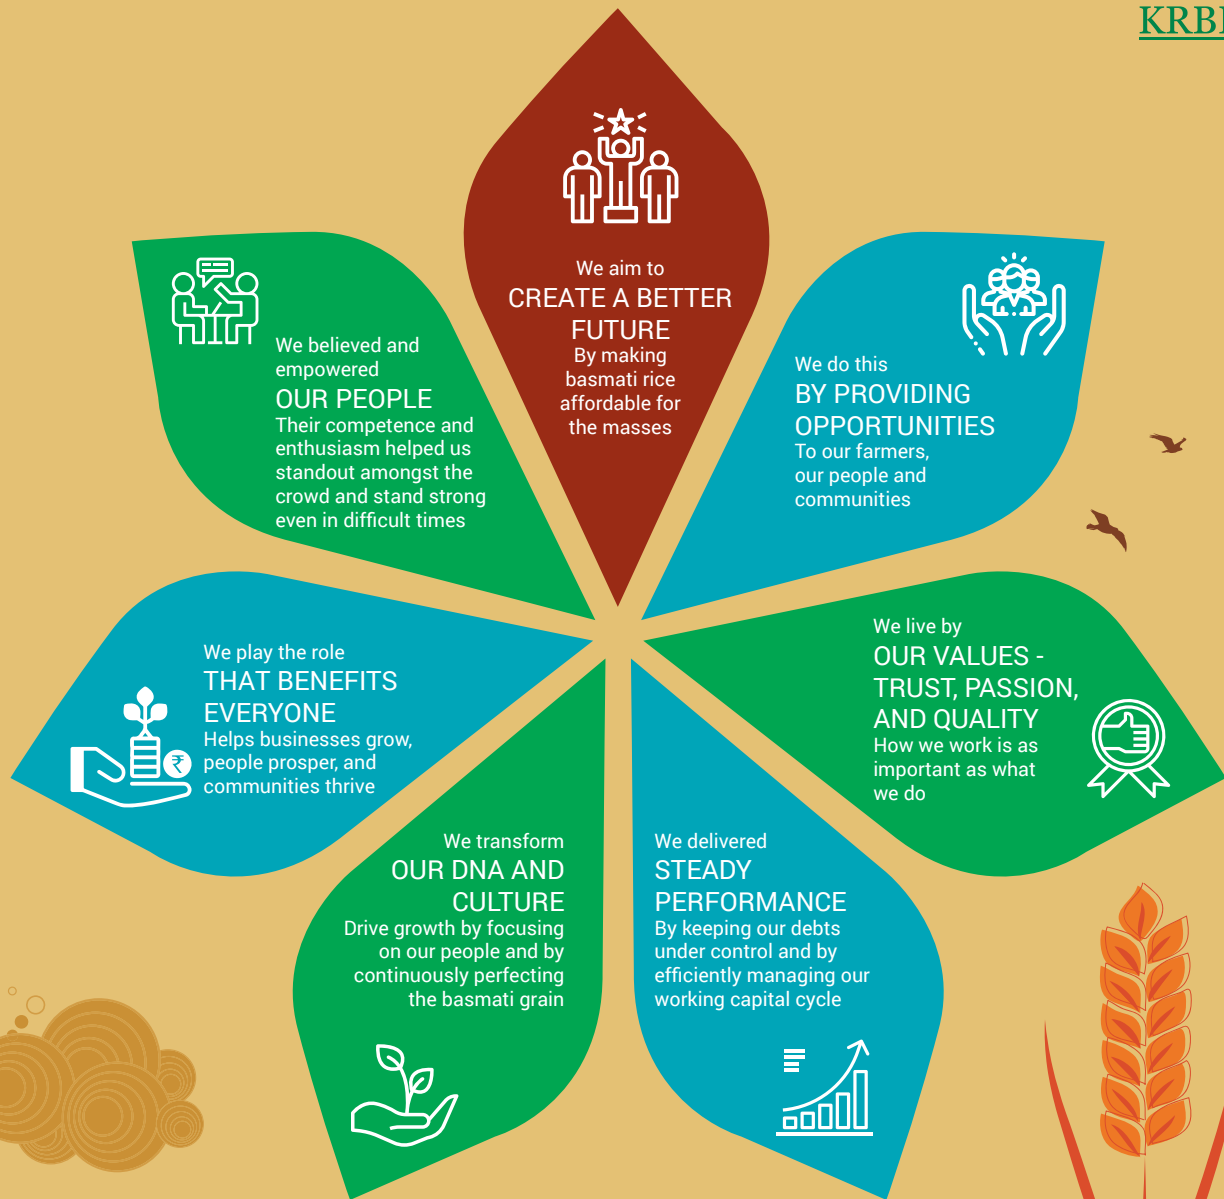 KRBL
We aim to
CREATE A BETTER
FUTURE
By making
basmati rice
affordable for
the masses
We do this
BY PROVIDING
OPPORTUNITIES
To our farmers,
our people and
communities
We live by
OUR VALUES -
TRUST, PASSION,
AND QUALITY
How we work is as
important as what
we do
We delivered
STEADY
PERFORMANCE
By keeping our debts
under control and by
efficiently managing our
working capital cycle
We transform
OUR DNA AND
CULTURE
Drive growth by focusing
on our people and by
continuously perfecting
the basmati grain
We play the role
THAT BENEFITS
EVERYONE
Helps businesses grow,
people prosper, and
communities thrive
₹
We believed and
empowered
OUR PEOPLE
Their competence and
enthusiasm helped us
standout amongst the
crowd and stand strong
even in difficult times